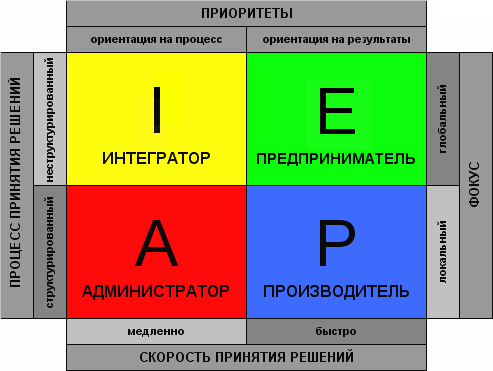 ПРИОРИТЕТЫ
ориентация на процесс
ориентация на результаты
ПРОЦЕСС ПРИНЯТИЯ РЕШЕНИЙ
неструктурированный
I
ИНТЕГРАТОР
E
ПРЕДПРИНИМАТЕЛЬ
глобальный
ФОКУС
структурированный
A
АДМИНИСТРАТОР
P
ПРОИЗВОДИТЕЛЬ
локальный
медленно
быстро
СКОРОСТЬ ПРИНЯТИЯ РЕШЕНИЙ